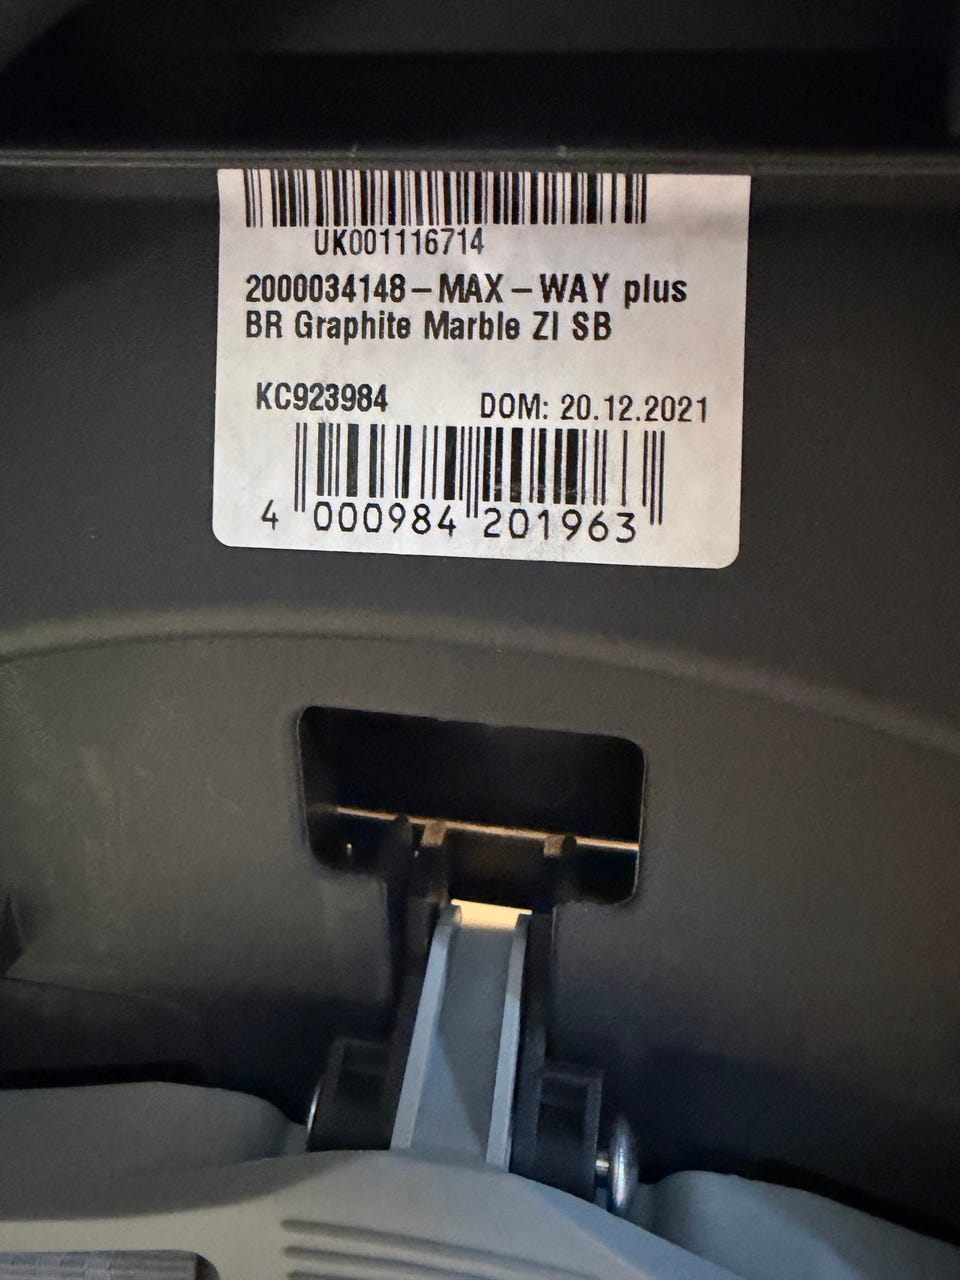 UK001116714
2000034148-MAX-WAY plus
BR Graphite Marble ZI SB
KC923984 DOM: 20.12.2021
4 000984 201963